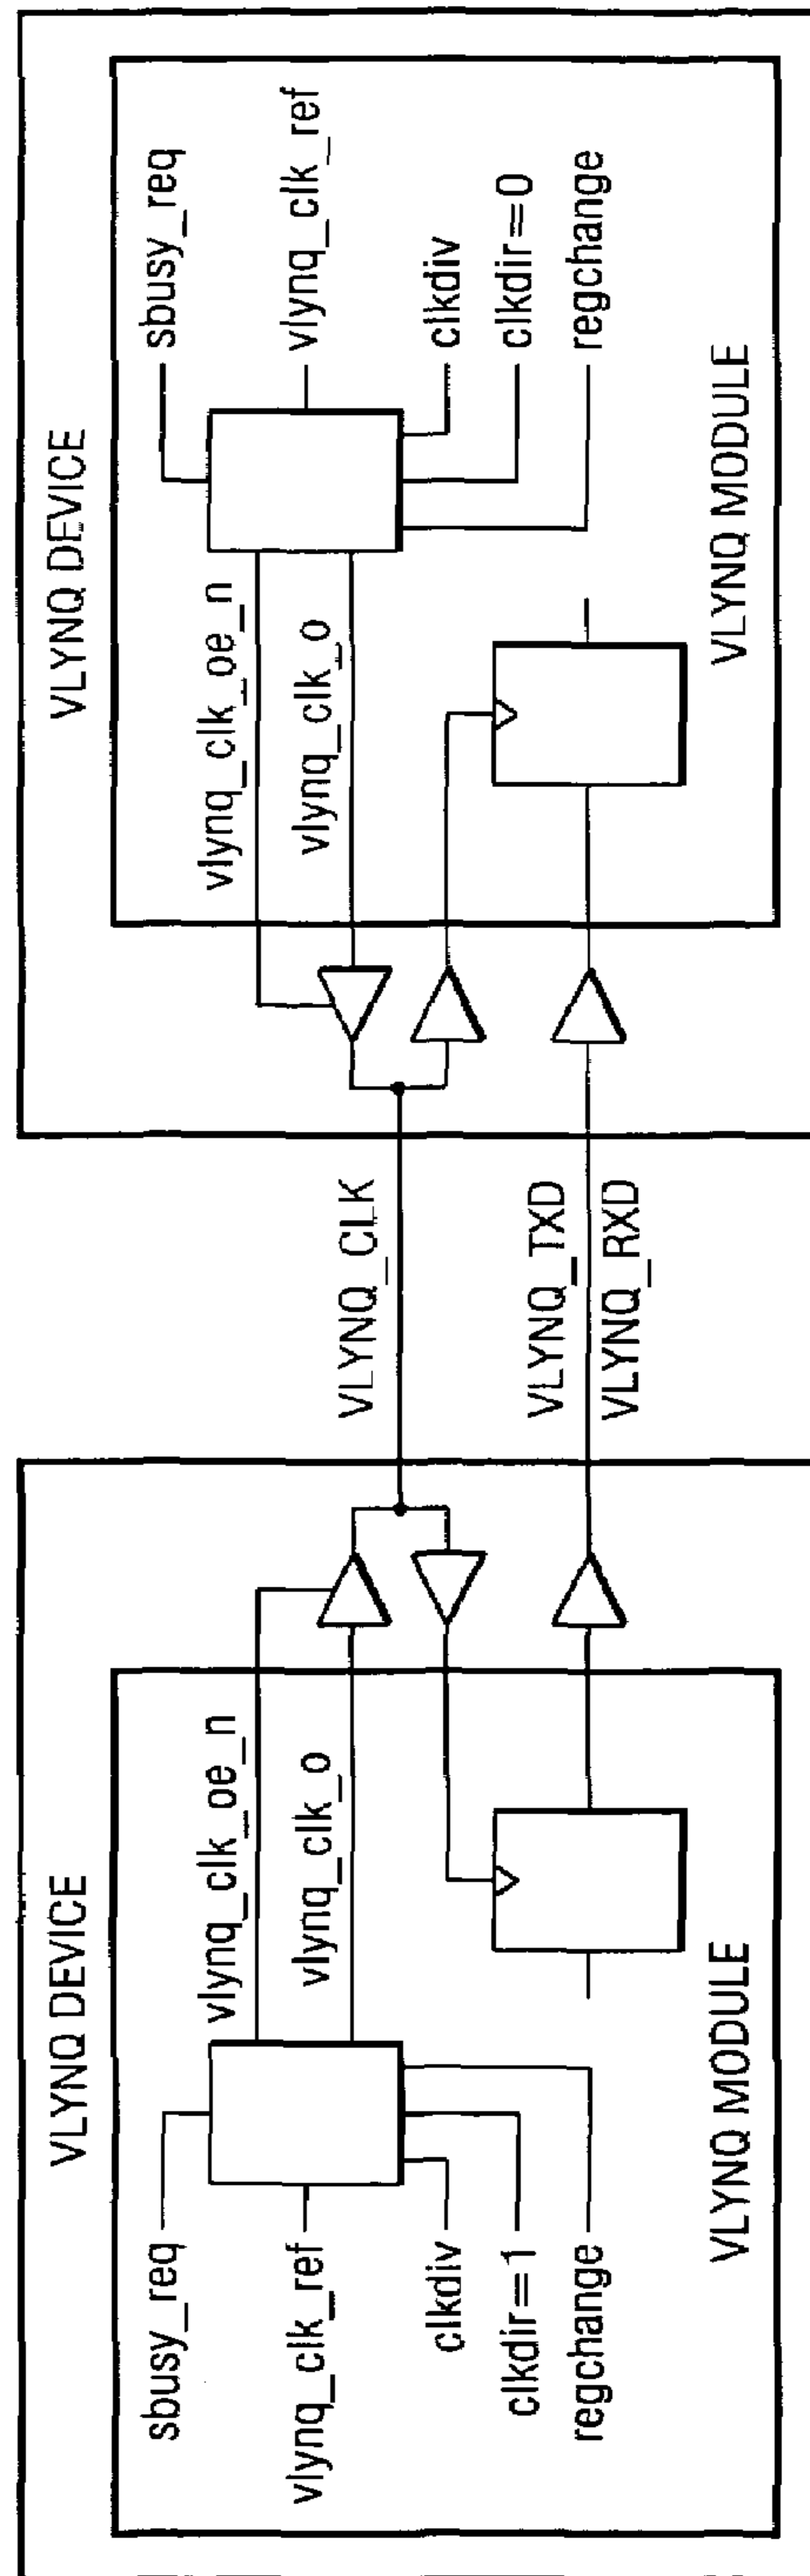 VLYNQ DEVICE
sbusy_req
vlynq_clk_ref
clkdiv
clkdir=1
regchange
vlynq_clk_oe_n
vlynq_clk_o
VLYNQ MODULE
VLYNQ_CLK
VLYNQ_TXD
VLYNQ_RXD
VLYNQ DEVICE
vlynq_clk_oe_n
vlynq_clk_o
sbusy_req
vlynq_clk_ref
clkdiv
clkdir=0
regchange
VLYNQ MODULE